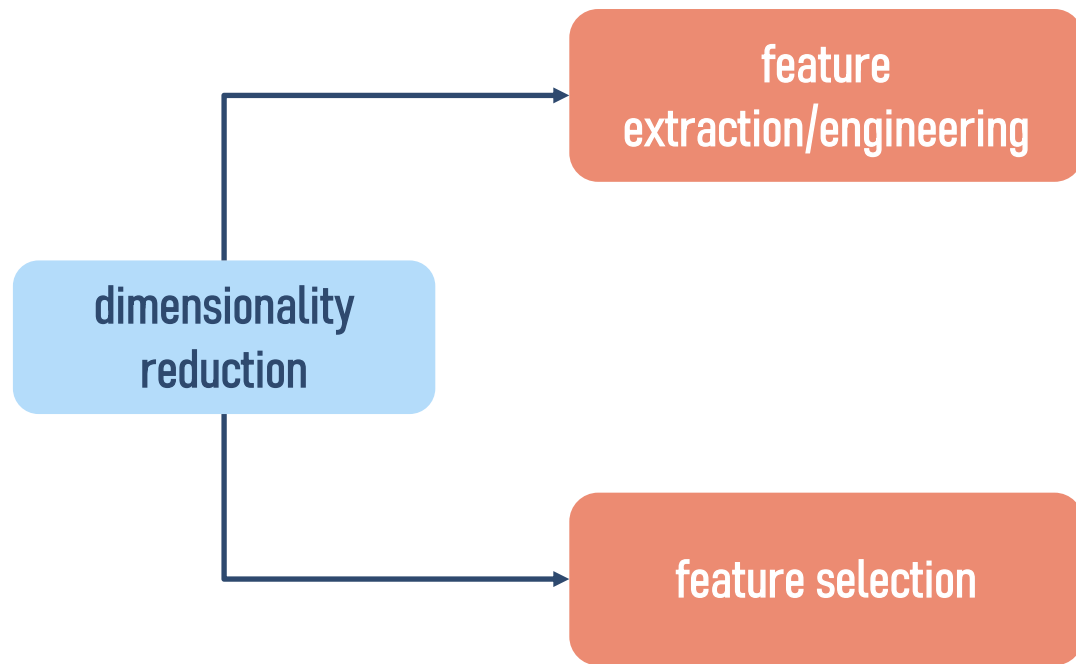 feature
extraction/engineering
dimensionality
reduction
feature selection